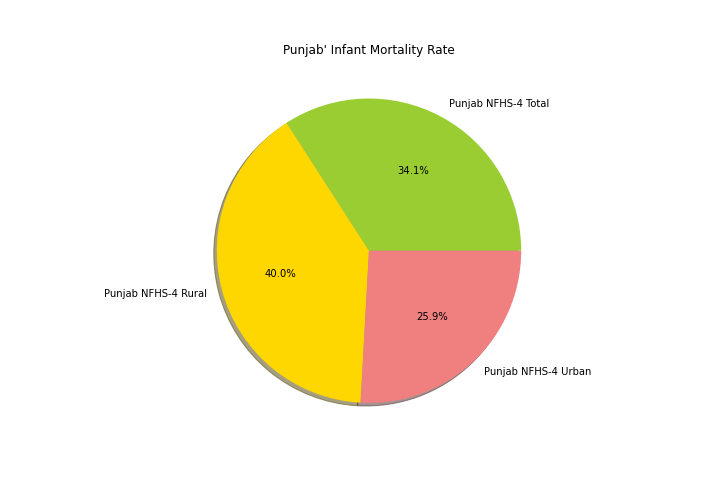 Punjab' Infant Mortality Rate
Punjab NFHS-4 Total
34.1%
40.0%
Punjab NFHS-4 Rural
25.9%
Punjab NFHS-4 Urban